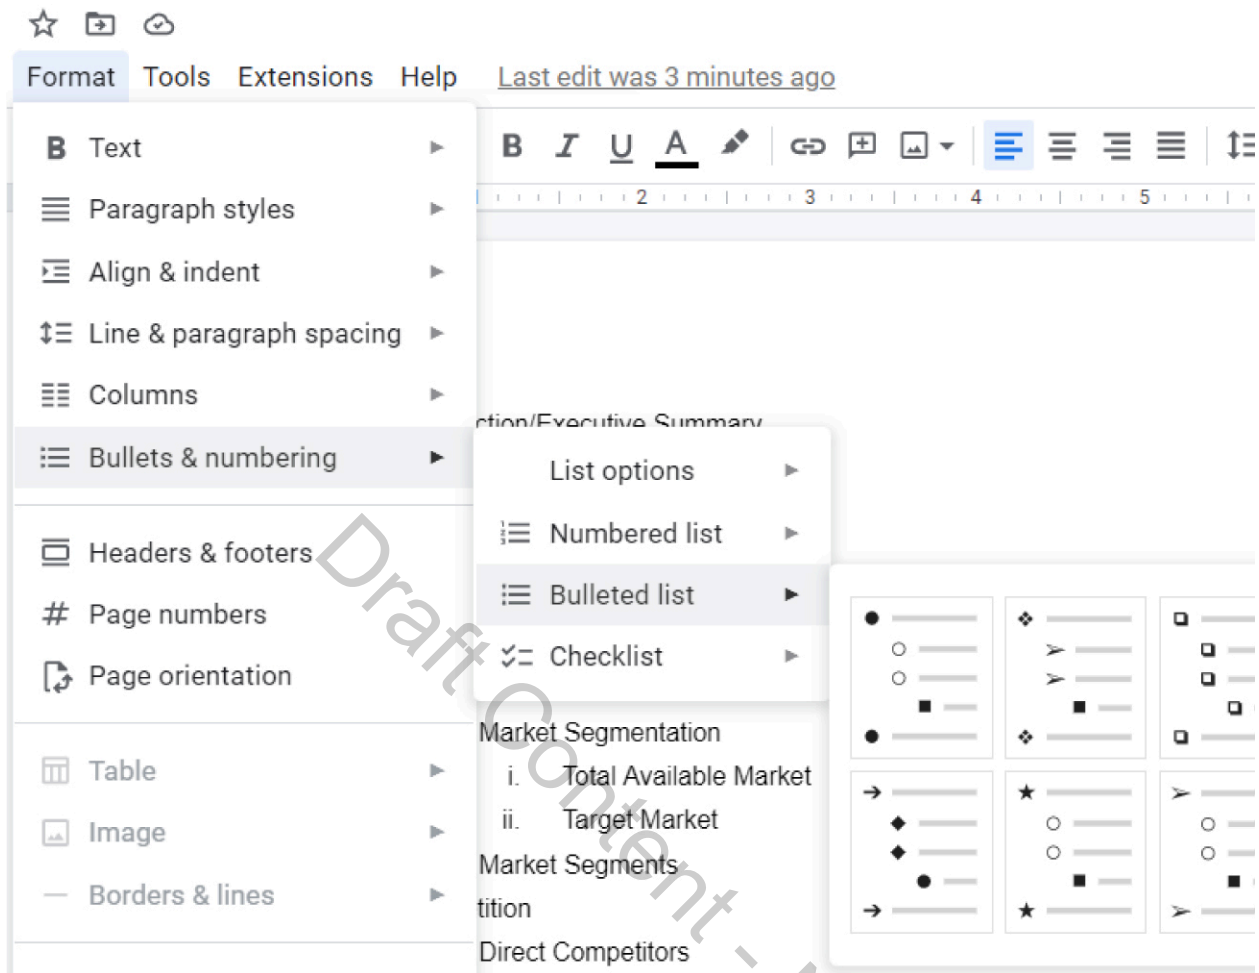 Format Tools Extensions Help Last edit was 3 minutes ago
B Text B I U A
Paragraph styles 2 3 4 5
Align & indent
Line & paragraph spacing
Columns
ction/Executive Summary
Bullets & numbering
List options
Numbered list
Headers & footers
Bulleted list
# Page numbers
Checklist
Page orientation
Market Segmentation
Table
i. Total Available Market
ii. Target Market
Image
Market Segments
Borders & lines
tition
Direct Competitors
Draft Content -